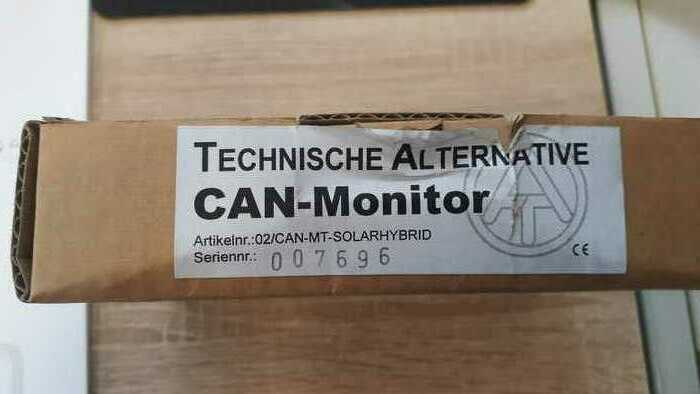 TECHNISCHE ALTERNATIVE
CAN-Monitor
Artikelnr.:02/CAN-MT-SOLARHYBRID
Seriennr.: 007696
CE